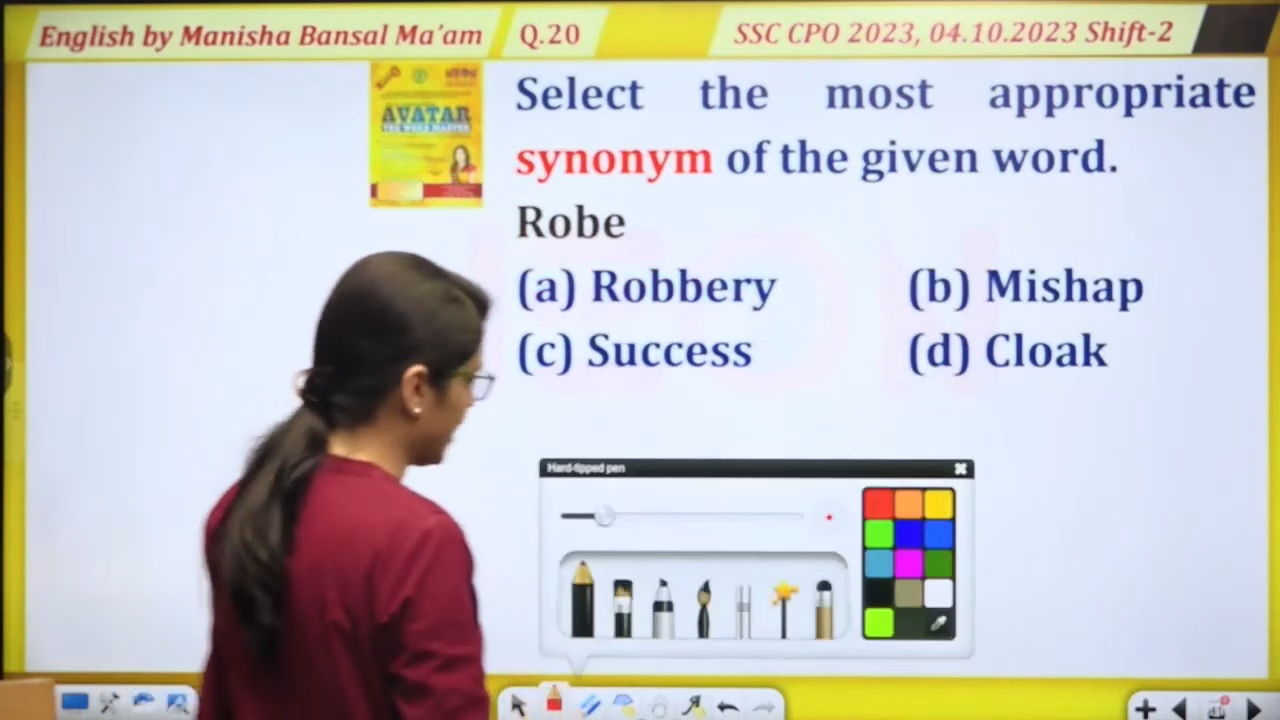 English by Manisha Bansal Ma'am
Q.20
SSC CPO 2023, 04.10.2023 Shift-2
AVATAR
Select the most appropriate
synonym of the given word.
Robe
(a) Robbery (b) Mishap
(c) Success (d) Cloak
Hard-tipped pen